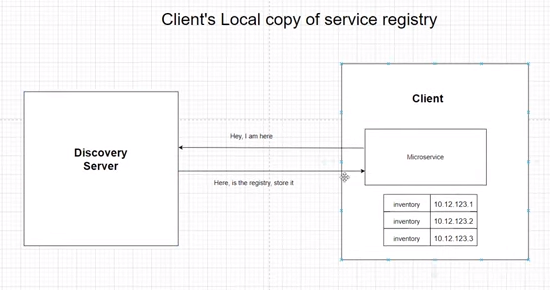 Client's Local copy of service registry
Discovery
Server
Hey, I am here
Here, is the registry, store it
Client
Microservice
inventory 10.12.123.1
inventory 10.12.123.2
inventory 10.12.123.3